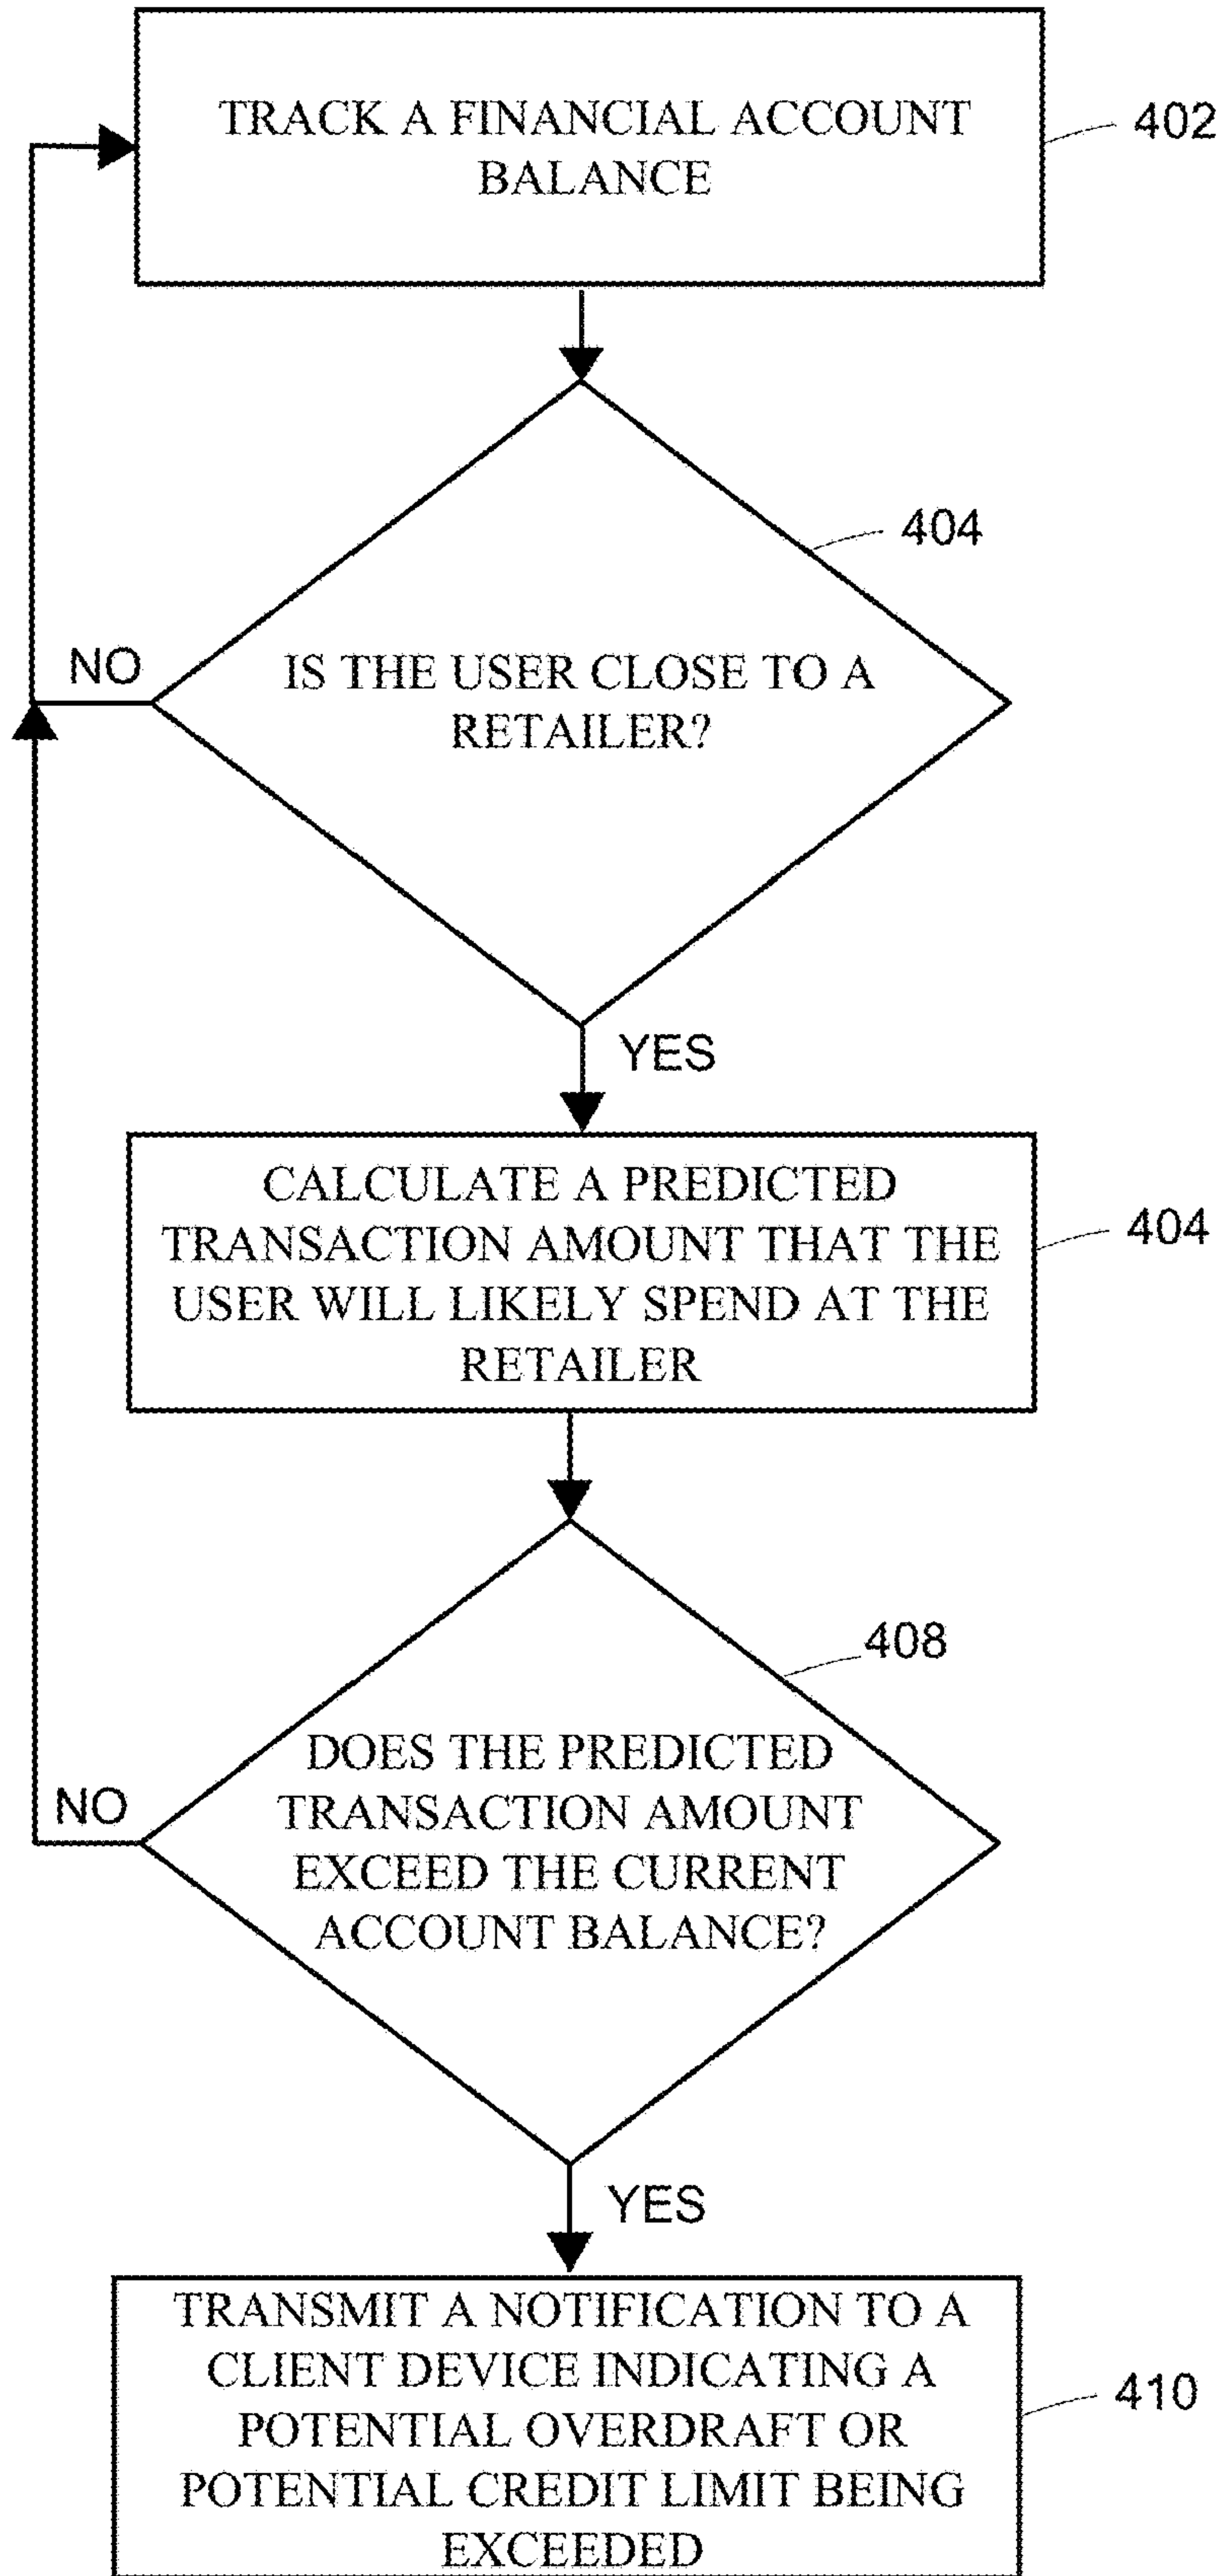 TRACK A FINANCIAL ACCOUNT
BALANCE
402
404
NO
IS THE USER CLOSE TO A
RETAILER?
YES
CALCULATE A PREDICTED
TRANSACTION AMOUNT THAT THE
USER WILL LIKELY SPEND AT THE
RETAILER
404
408
DOES THE PREDICTED
TRANSACTION AMOUNT
EXCEED THE CURRENT
ACCOUNT BALANCE?
NO
YES
TRANSMIT A NOTIFICATION TO A
CLIENT DEVICE INDICATING A
POTENTIAL OVERDRAFT OR
POTENTIAL CREDIT LIMIT BEING
EXCEEDED
410